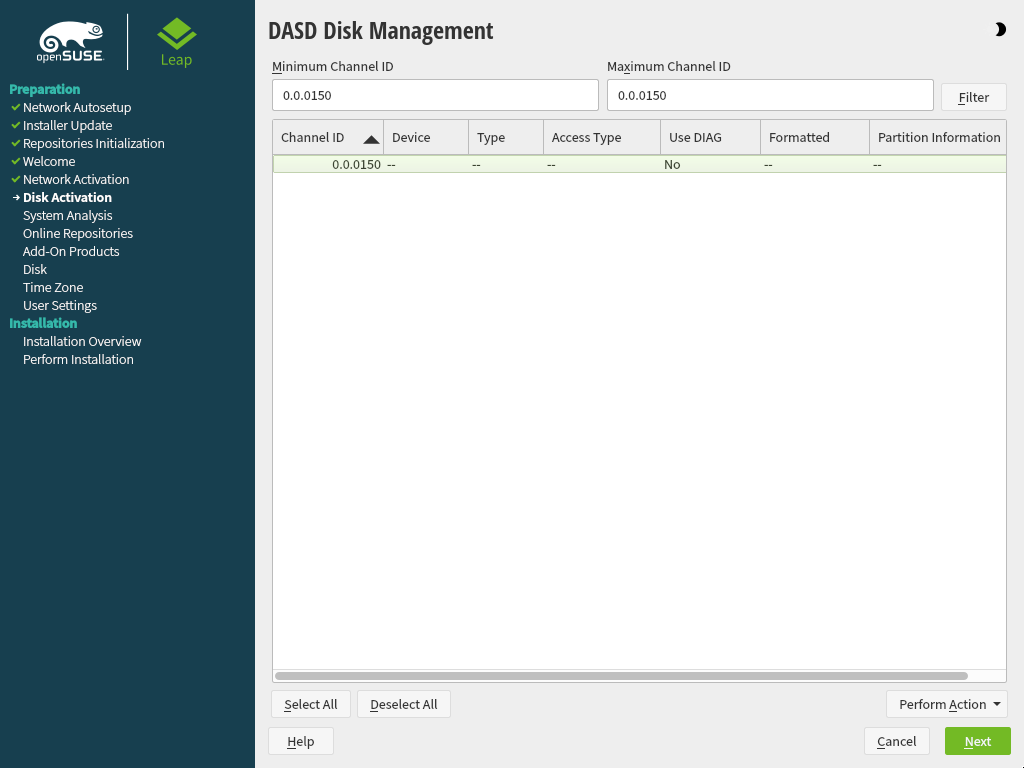 openSUSE
Leap
Preparation
Network Autosetup
Installer Update
Repositories Initialization
Welcome
Network Activation
Disk Activation
System Analysis
Online Repositories
Add-On Products
Disk
Time Zone
User Settings
Installation
Installation Overview
Perform Installation
DASD Disk Management
Minimum Channel ID Maximum Channel ID
0.0.0150 0.0.0150 Filter
Channel ID Device Type Access Type Use DIAG Formatted Partition Information
0.0.0150 -- -- -- No -- --
Select All Deselect All Perform Action
Help Cancel Next